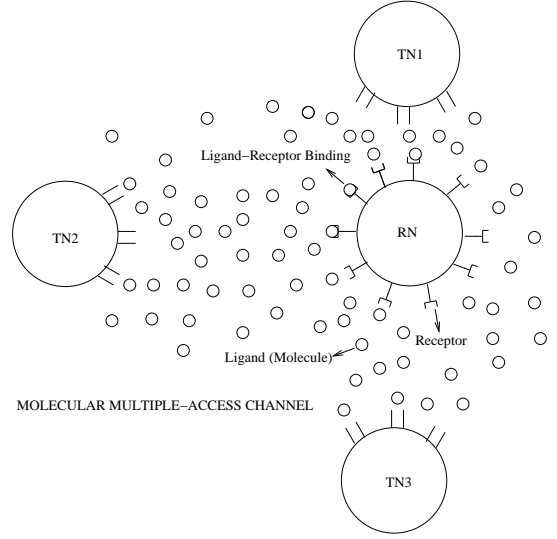 TN1
Ligand−Receptor Binding
RN
TN2
Receptor
Ligand (Molecule)
MOLECULAR MULTIPLE−ACCESS CHANNEL
TN3